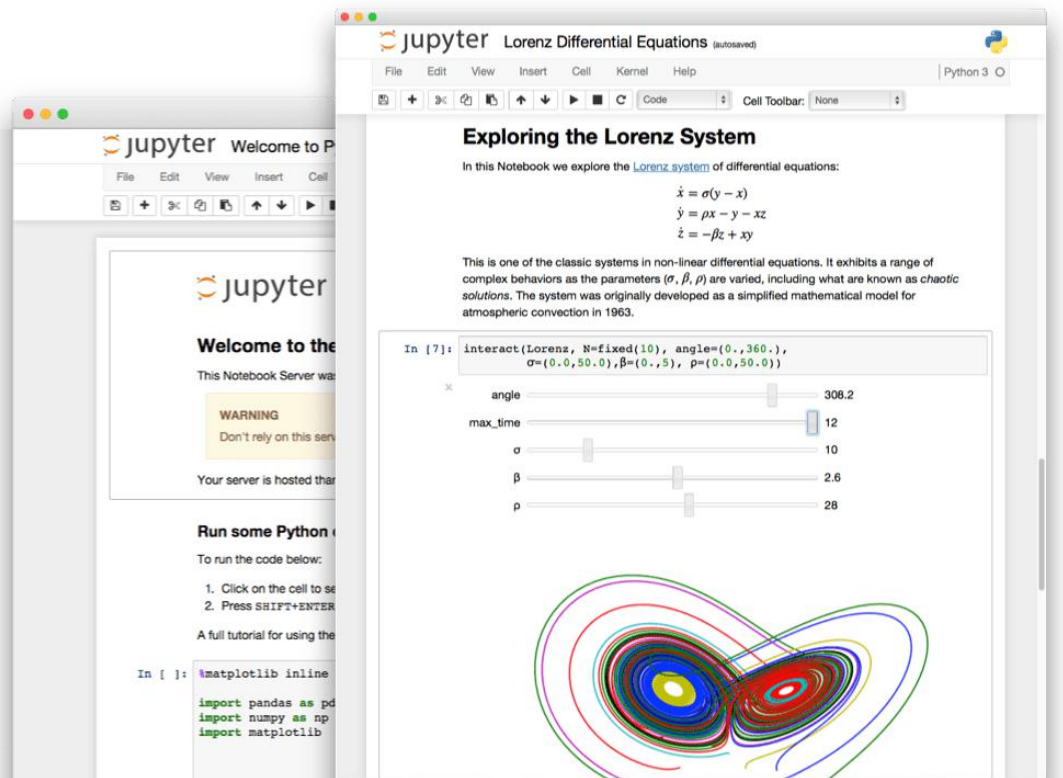 jupyter Welcome to P
File Edit View Insert Cell
jupyter
Welcome to the
This Notebook Server was
WARNING
Don't rely on this serv
Your server is hosted than
Run some Python
To run the code below:
1. Click on the cell to se
2. Press SHIFT+ENTER
A full tutorial for using the
In [ ]: %matplotlib inline
import pandas as pd
import numpy as np
import matplotlib
jupyter Lorenz Differential Equations (autosaved)
File Edit View Insert Cell Kernel Help Python 3
Code Cell Toolbar: None
Exploring the Lorenz System
In this Notebook we explore the Lorenz system of differential equations:
ẋ = σ(y − x)
ẏ = ρx − y − xz
ż = −βz + xy
This is one of the classic systems in non-linear differential equations. It exhibits a range of
complex behaviors as the parameters (σ, β, ρ) are varied, including what are known as chaotic
solutions. The system was originally developed as a simplified mathematical model for
atmospheric convection in 1963.
In [7]: interact(Lorenz, N=fixed(10), angle=(0.,360.),
σ=(0.0,50.0),β=(0.,5), ρ=(0.0,50.0))
angle 308.2
max_time 12
σ 10
β 2.6
ρ 28